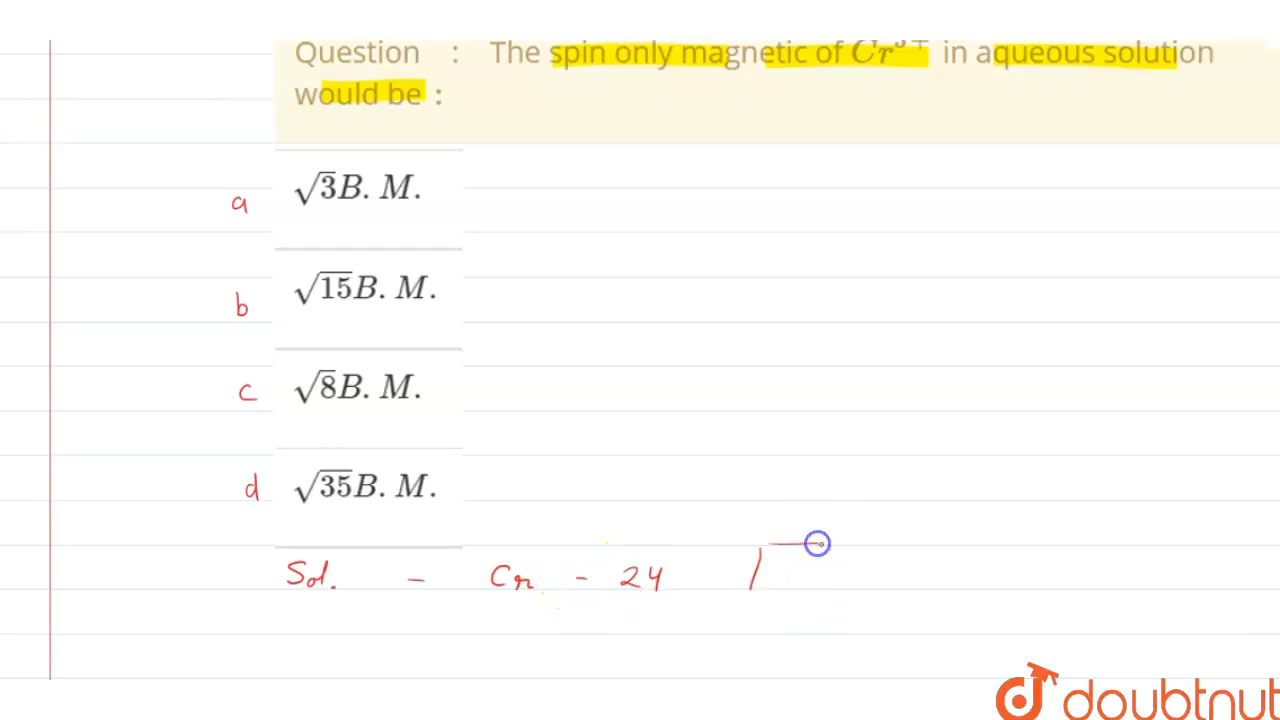 Question : The spin only magnetic of Cr³⁺ in aqueous solution
would be :
a √3B. M.
b √15B. M.
c √8B. M.
d √35B. M.
Sol. - Cr - 24
doubtnut